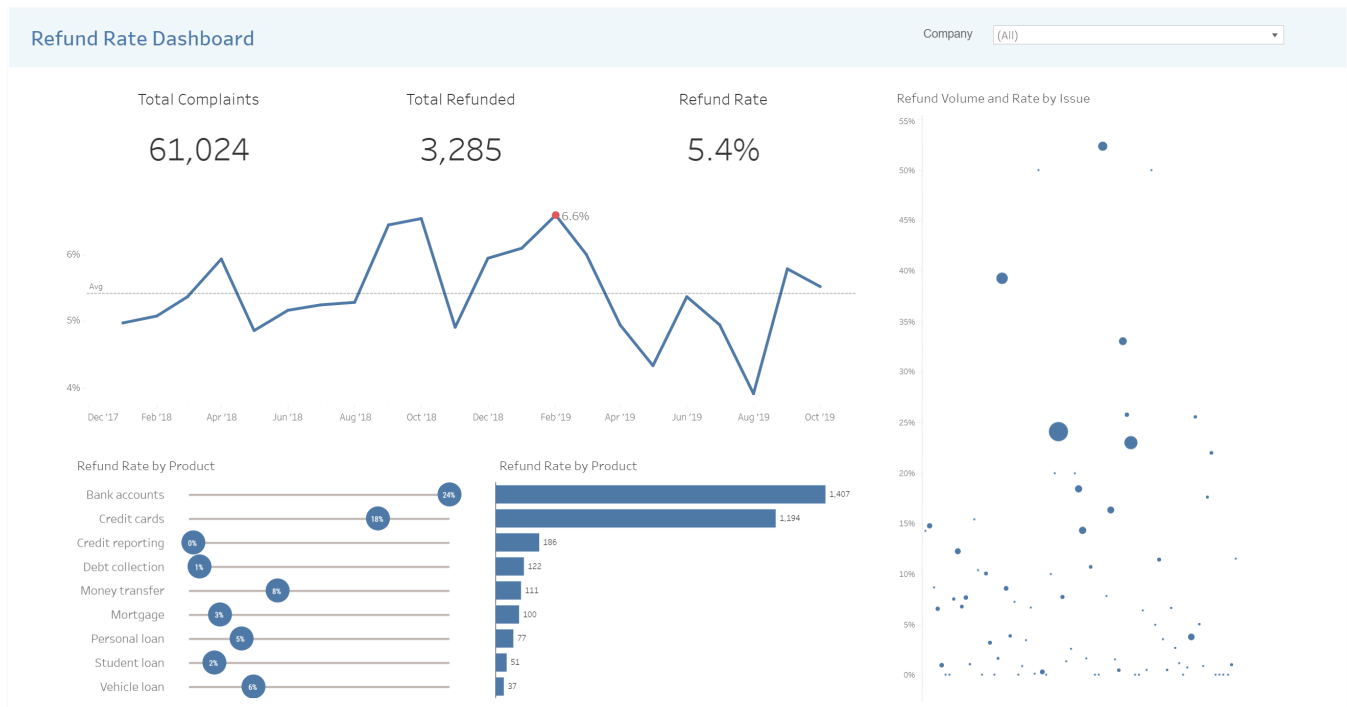 Refund Rate Dashboard
Company
(All)
Total Complaints
Total Refunded
Refund Rate
61,024
3,285
5.4%
6.6%
6%
Avg
5%
4%
Dec '17
Feb '18
Apr '18
Jun '18
Aug '18
Oct '18
Dec '18
Feb '19
Apr '19
Jun '19
Aug '19
Oct '19
Refund Rate by Product
Bank accounts
24%
Credit cards
18%
Credit reporting
0%
Debt collection
1%
Money transfer
8%
Mortgage
3%
Personal loan
5%
Student loan
2%
Vehicle loan
6%
Refund Rate by Product
1,407
1,194
186
122
111
100
77
51
37
Refund Volume and Rate by Issue
55%
50%
45%
40%
35%
30%
25%
20%
15%
10%
5%
0%